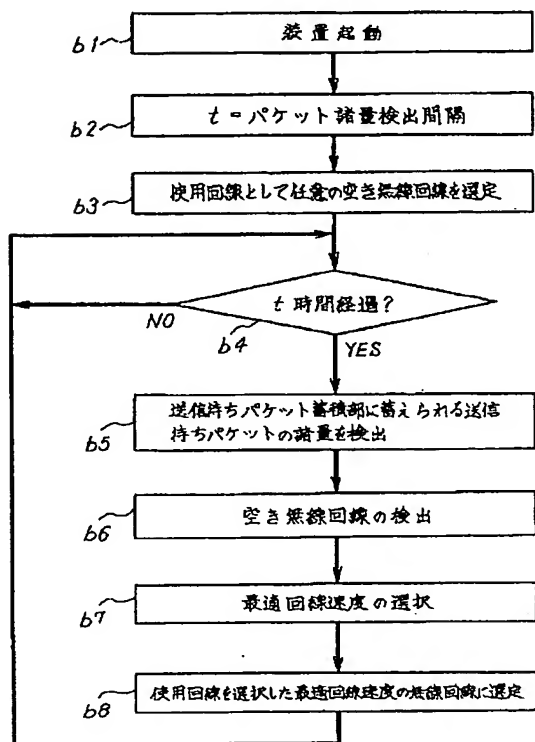 b1
装置起動
b2
t = パケット諸量検出間隔
b3
使用回線として任意の空き無線回線を選定
t 時間経過?
NO
b4
YES
b5
送信待ちパケット蓄積部に蓄えられる送信
待ちパケットの諸量を検出
b6
空き無線回線の検出
b7
最適回線速度の選択
b8
使用回線を選択した最適回線速度の無線回線に選定